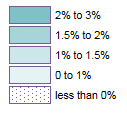 2% to 3%
1.5% to 2%
1% to 1.5%
0 to 1%
less than 0%